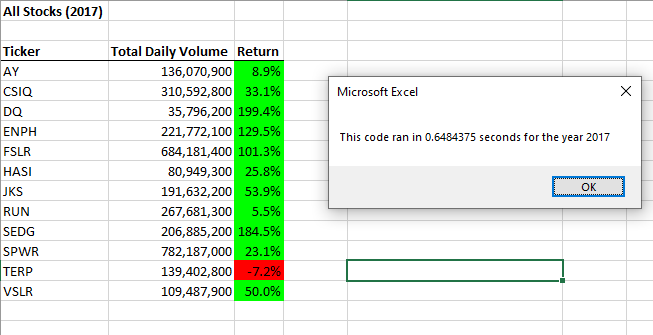 All Stocks (2017)
Ticker Total Daily Volume Return
AY 136,070,900 8.9%
CSIQ 310,592,800 33.1%
DQ 35,796,200 199.4%
ENPH 221,772,100 129.5%
FSLR 684,181,400 101.3%
HASI 80,949,300 25.8%
JKS 191,632,200 53.9%
RUN 267,681,300 5.5%
SEDG 206,885,200 184.5%
SPWR 782,187,000 23.1%
TERP 139,402,800 -7.2%
VSLR 109,487,900 50.0%
Microsoft Excel
This code ran in 0.6484375 seconds for the year 2017
OK